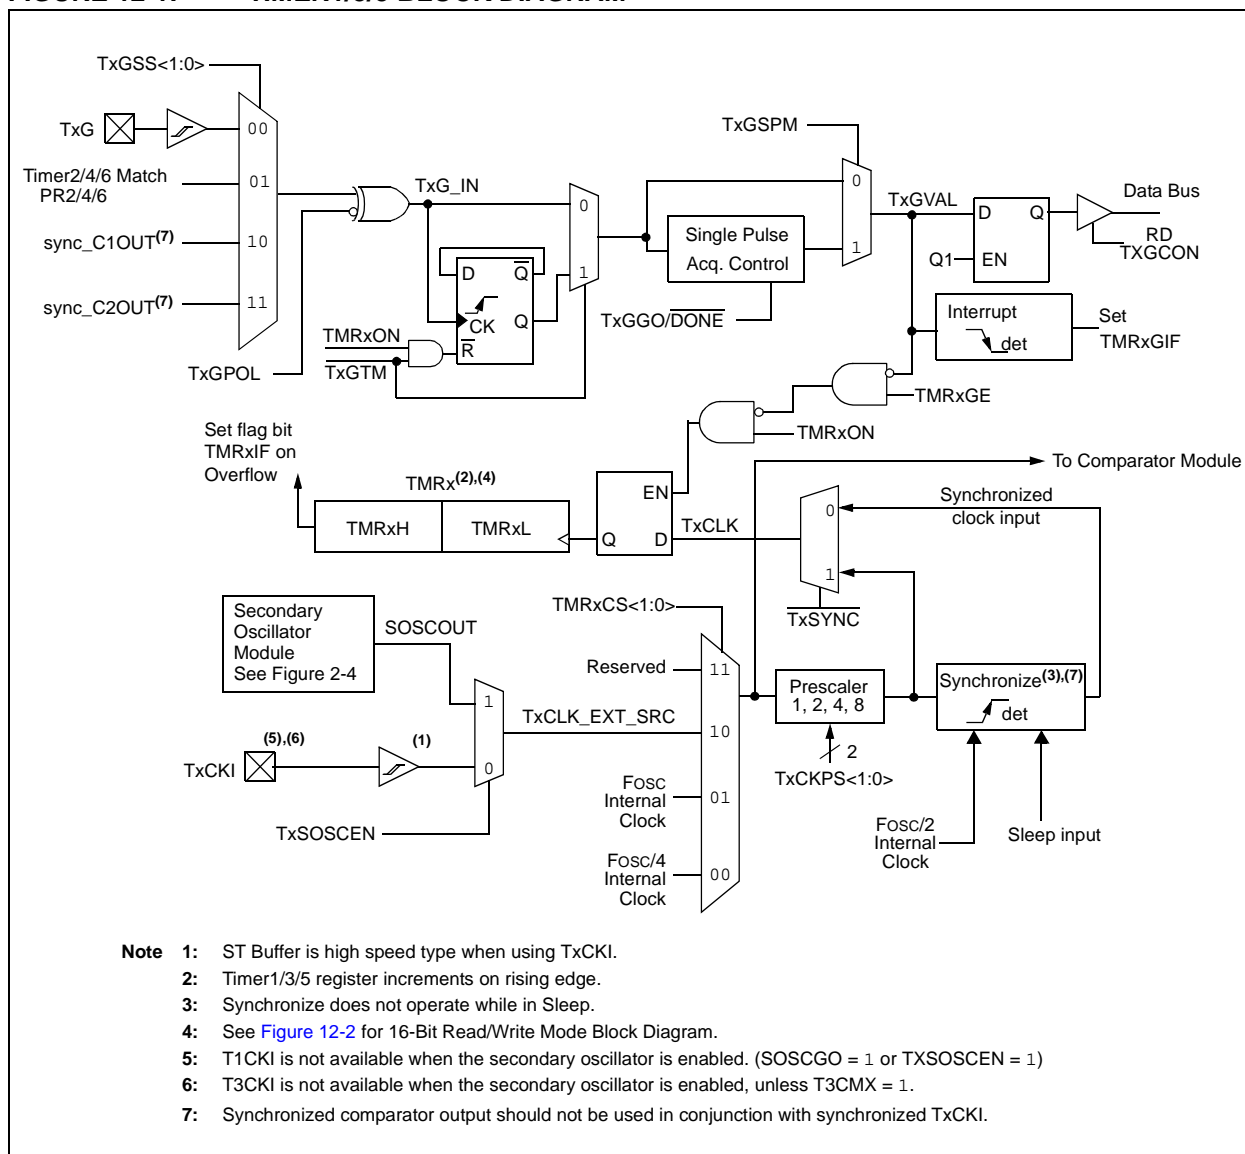 TxGSS<1:0>
TxG
00
Timer2/4/6 Match
PR2/4/6
01
sync_C1OUT(7)
10
sync_C2OUT(7)
11
TxGPOL
TxG_IN
0
1
D
Q
CK
Q
R
TMRxON
TxGTM
TxGSPM
0
1
Single Pulse
Acq. Control
TxGGO/DONE
TxGVAL
D
Q
Q1
EN
Data Bus
RD
TXGCON
Interrupt
det
Set
TMRxGIF
TMRxGE
TMRxON
Set flag bit
TMRxIF on
Overflow
TMRx(2),(4)
TMRxH
TMRxL
EN
Q
D
TxCLK
To Comparator Module
Synchronized
clock input
0
1
TxSYNC
Secondary
Oscillator
Module
See Figure 2-4
SOSCOUT
1
0
(5),(6)
(1)
TxCKI
TxSOSCEN
TxCLK_EXT_SRC
TMRxCS<1:0>
Reserved
11
10
FOSC
Internal
Clock
01
FOSC/4
Internal
Clock
00
Prescaler
1, 2, 4, 8
2
TxCKPS<1:0>
Synchronize(3),(7)
det
FOSC/2
Internal
Clock
Sleep input
Note 1: ST Buffer is high speed type when using TxCKI.
2: Timer1/3/5 register increments on rising edge.
3: Synchronize does not operate while in Sleep.
4: See Figure 12-2 for 16-Bit Read/Write Mode Block Diagram.
5: T1CKI is not available when the secondary oscillator is enabled. (SOSCGO = 1 or TXSOSCEN = 1)
6: T3CKI is not available when the secondary oscillator is enabled, unless T3CMX = 1.
7: Synchronized comparator output should not be used in conjunction with synchronized TxCKI.